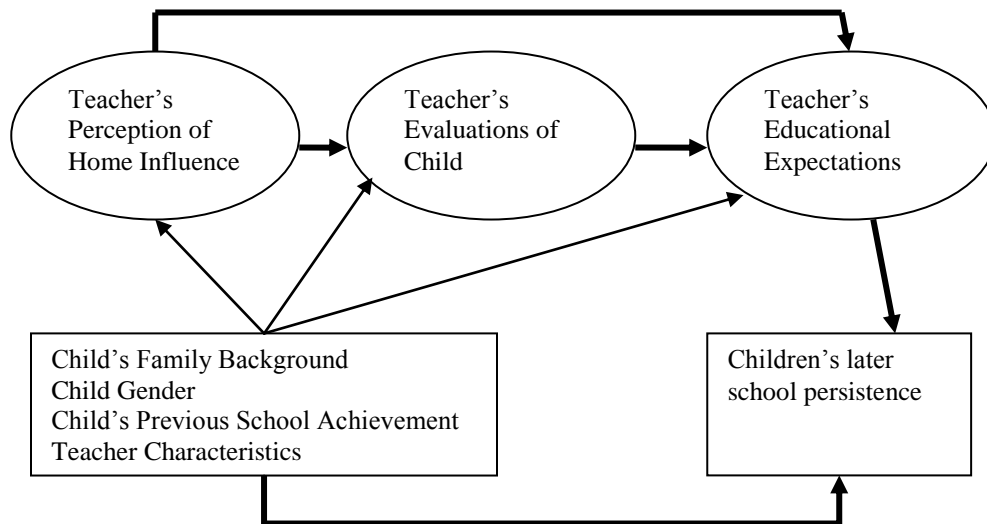 Teacher’s
Perception of
Home Influence
Teacher’s
Evaluations of
Child
Teacher’s
Educational
Expectations
Child’s Family Background
Child Gender
Child’s Previous School Achievement
Teacher Characteristics
Children’s later
school persistence